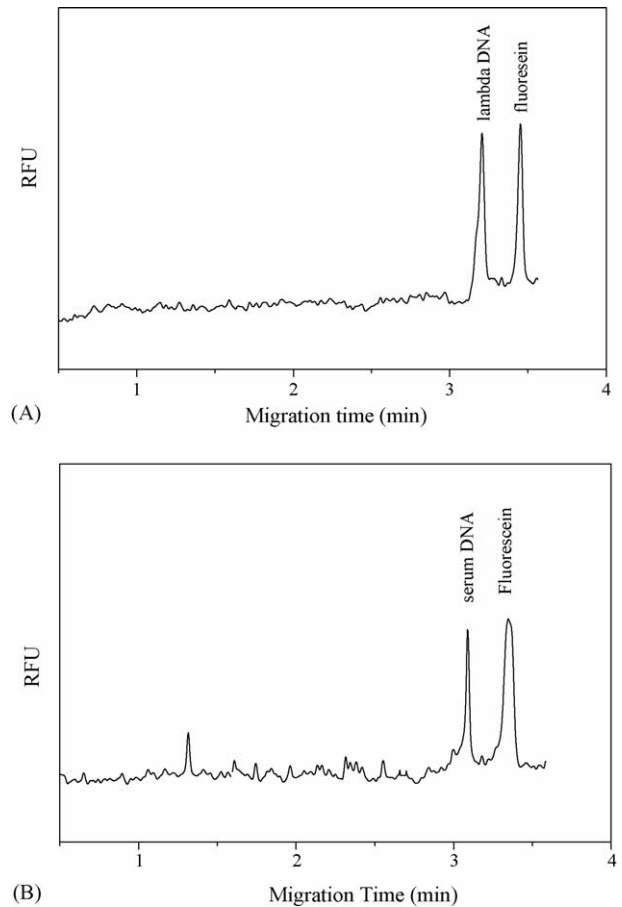 lambda DNA
fluoresein
RFU
1 2 3 4
(A)
Migration time (min)
serum DNA
Fluorescein
RFU
1 2 3 4
(B)
Migration Time (min)